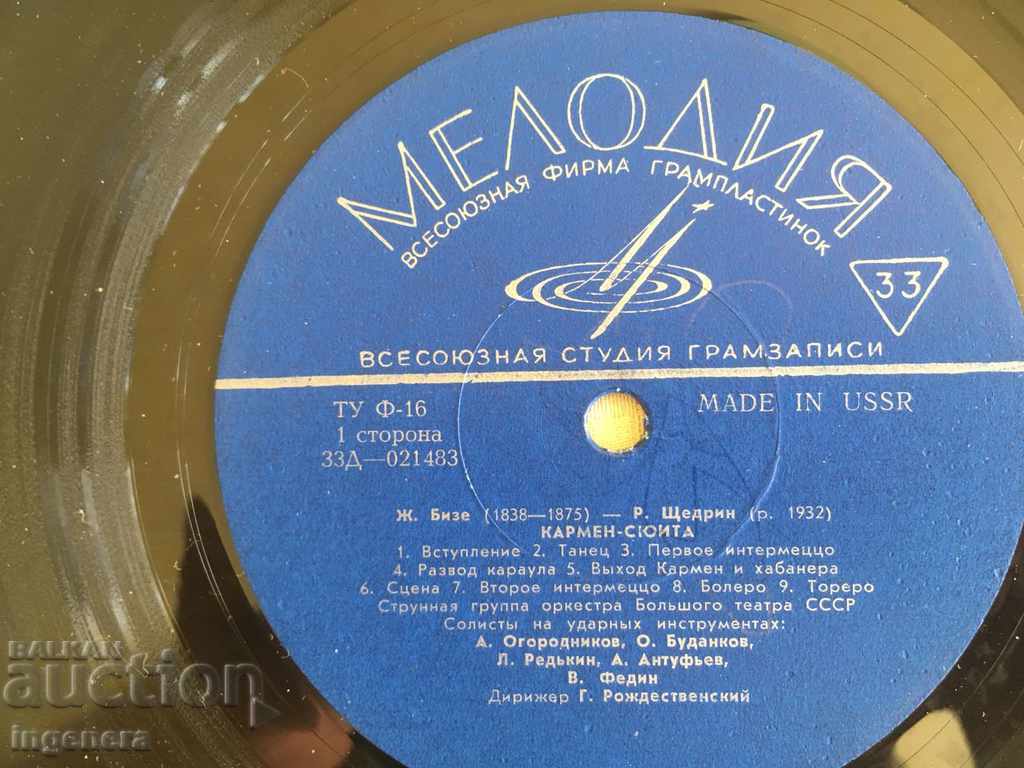 МЕЛОДИЯ
ВСЕСОЮЗНАЯ ФИРМА ГРАМПЛАСТИНОК
33
ВСЕСОЮЗНАЯ СТУДИЯ ГРАМЗАПИСИ
ТУ Ф-16
MADE IN USSR
1 сторона
33Д—021483
Ж. Бизе (1838—1875) — Р. Щедрин (р. 1932)
КАРМЕН-СЮИТА
1. Вступление 2. Танец 3. Первое интермеццо
4. Развод караула 5. Выход Кармен и хабанера
6. Сцена 7. Второе интермеццо 8. Болеро 9. Тореро
Струнная группа оркестра Большого театра СССР
Солисты на ударных инструментах:
А. Огородников, О. Буданков,
Л. Редькин, А. Антуфьев,
В. Федин
Дирижер Г. Рождественский
BALKAN
auction
ingenera